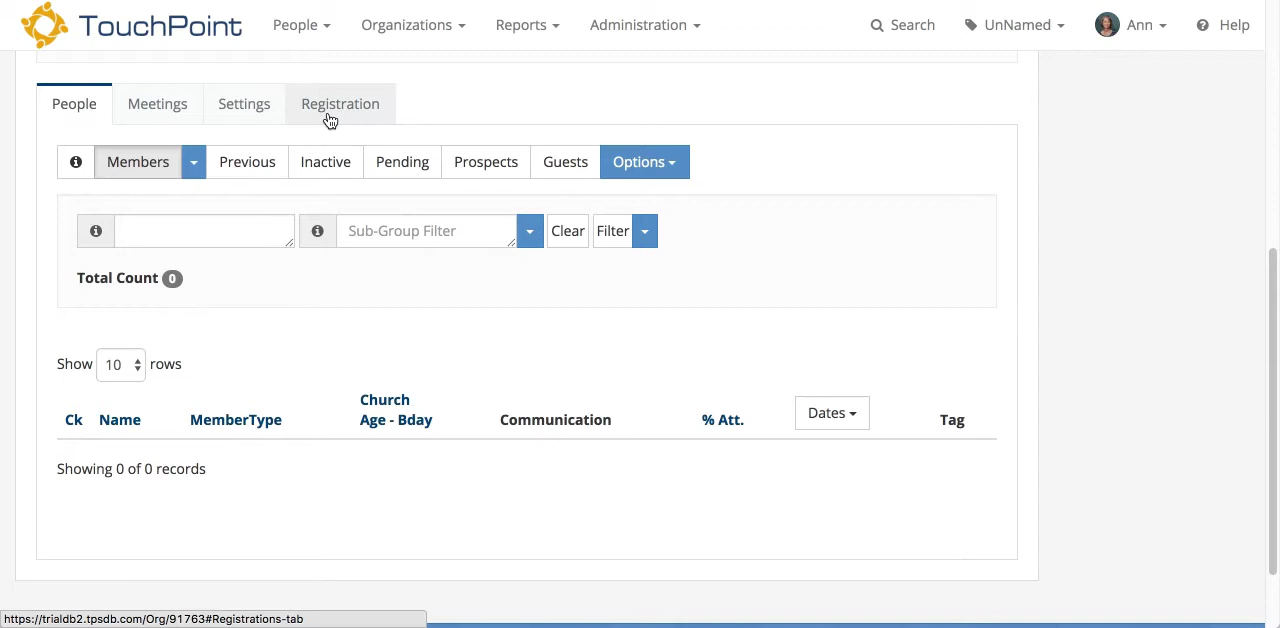 TouchPoint People Organizations Reports Administration Search UnNamed Ann Help
People Meetings Settings Registration
Members Previous Inactive Pending Prospects Guests Options
Sub-Group Filter Clear Filter
Total Count 0
Show 10 rows
Ck Name MemberType Church Age - Bday Communication % Att. Dates Tag
Showing 0 of 0 records
https://trialdb2.tpsdb.com/Org/91763#Registrations-tab